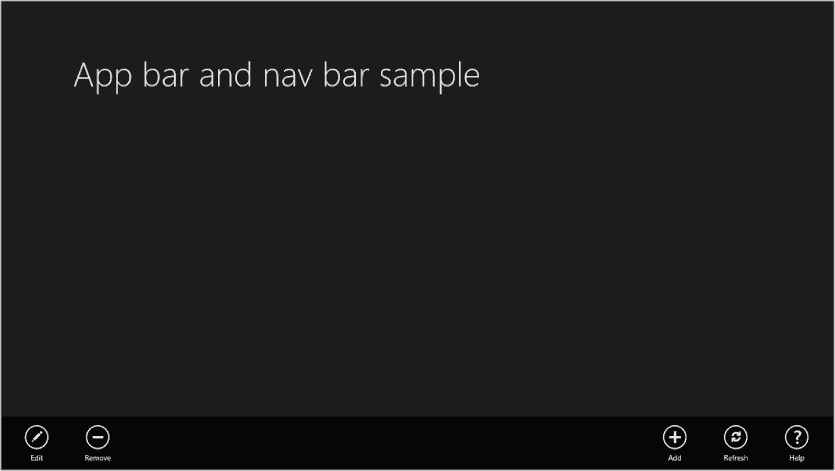 App bar and nav bar sample
Edit
Remove
Add
Refresh
Help